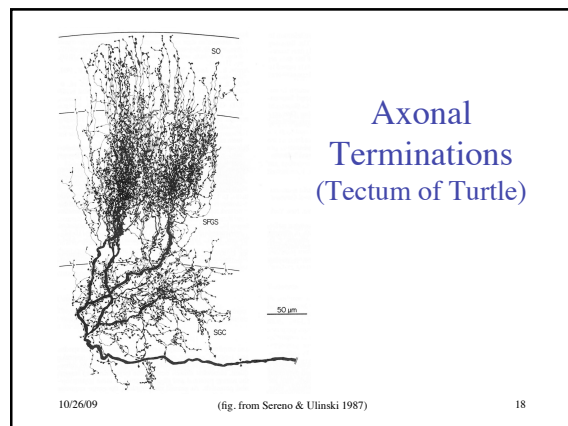 Axonal
Terminations
(Tectum of Turtle)
SO
SFGS
50 µm
SGC
10/26/09
(fig. from Sereno & Ulinski 1987)
18